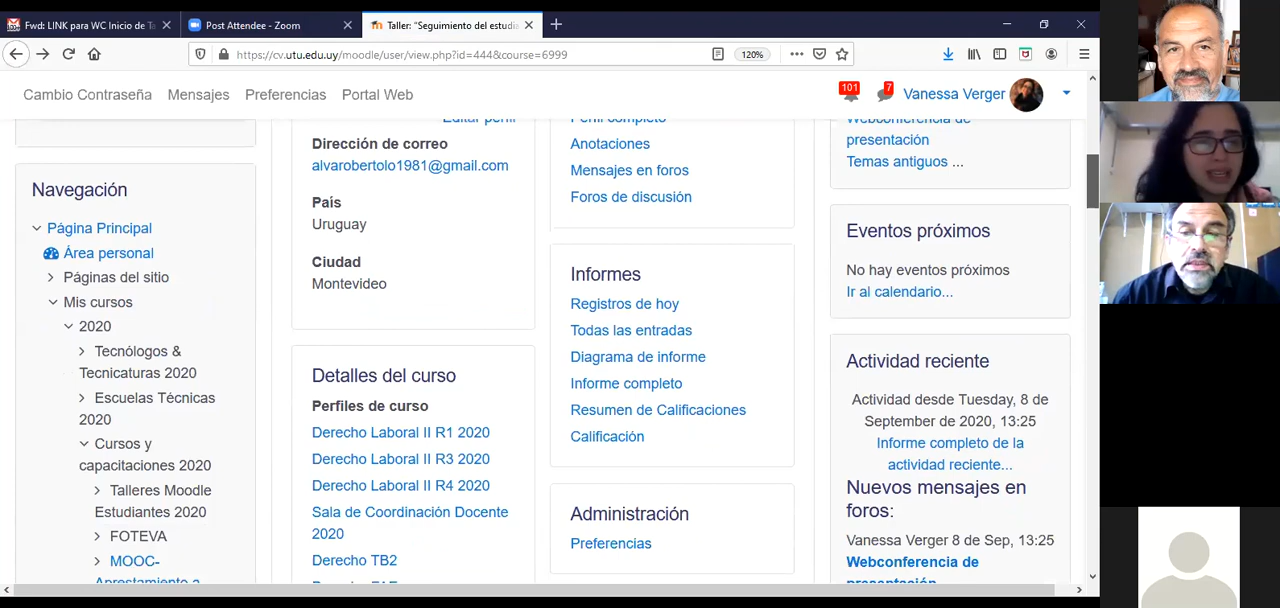 Fwd: LINK para WC Inicio de Ta
Post Attendee - Zoom
Taller: "Seguimiento del estudia
https://cv.utu.edu.uy/moodle/user/view.php?id=444&course=6999
120%
Cambio Contraseña
Mensajes
Preferencias
Portal Web
101
7
Vanessa Verger
Navegación
Página Principal
Área personal
Páginas del sitio
Mis cursos
2020
Tecnólogos &
Tecnicaturas 2020
Escuelas Técnicas
2020
Cursos y
capacitaciones 2020
Talleres Moodle
Estudiantes 2020
FOTEVA
MOOC-
Aprestamiento a
Editar perfil
Dirección de correo
alvarobertolo1981@gmail.com
País
Uruguay
Ciudad
Montevideo
Detalles del curso
Perfiles de curso
Derecho Laboral II R1 2020
Derecho Laboral II R3 2020
Derecho Laboral II R4 2020
Sala de Coordinación Docente
2020
Derecho TB2
Perfil completo
Anotaciones
Mensajes en foros
Foros de discusión
Informes
Registros de hoy
Todas las entradas
Diagrama de informe
Informe completo
Resumen de Calificaciones
Calificación
Administración
Preferencias
Webconferencia de
presentación
Temas antiguos ...
Eventos próximos
No hay eventos próximos
Ir al calendario...
Actividad reciente
Actividad desde Tuesday, 8 de
September de 2020, 13:25
Informe completo de la
actividad reciente...
Nuevos mensajes en
foros:
Vanessa Verger 8 de Sep, 13:25
Webconferencia de
presentación